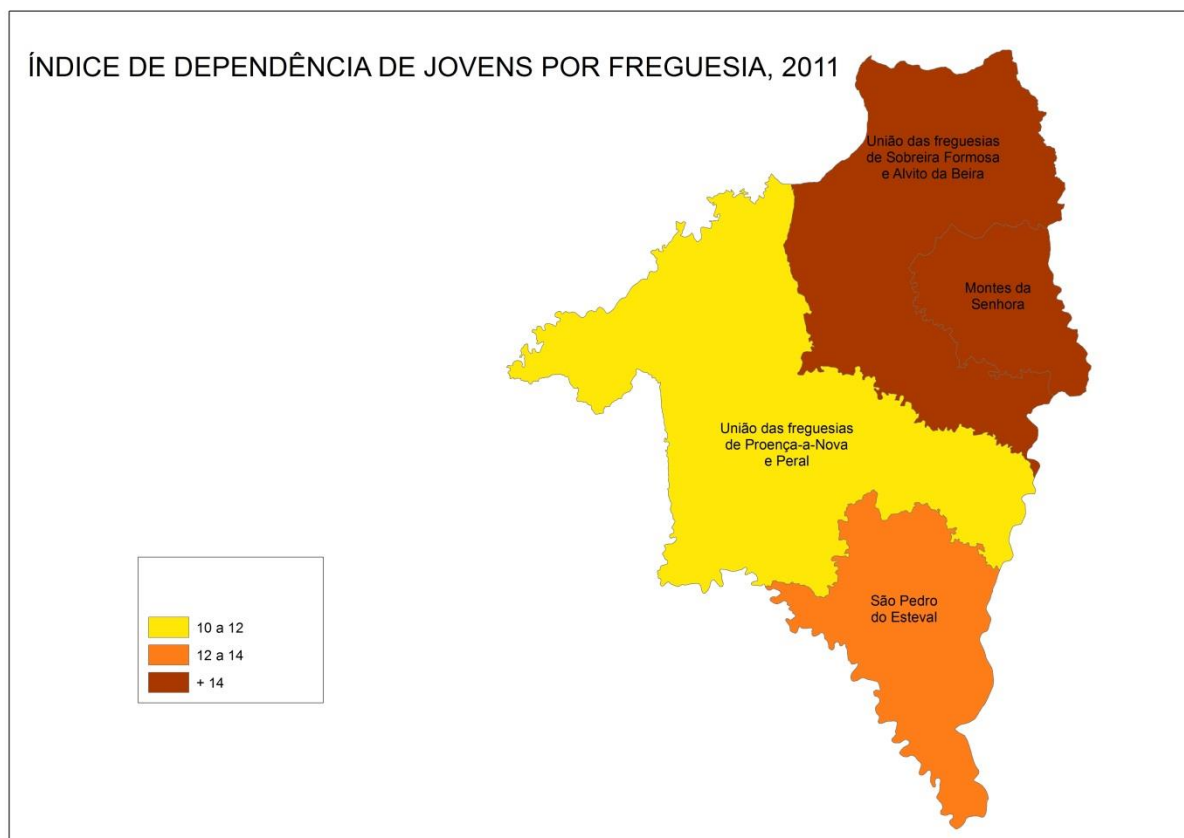 ÍNDICE DE DEPENDÊNCIA DE JOVENS POR FREGUESIA, 2011
União das freguesias
de Sobreira Formosa
e Alvito da Beira
Montes da
Senhora
União das freguesias
de Proença-a-Nova
e Peral
São Pedro
do Esteval
10 a 12
12 a 14
+ 14